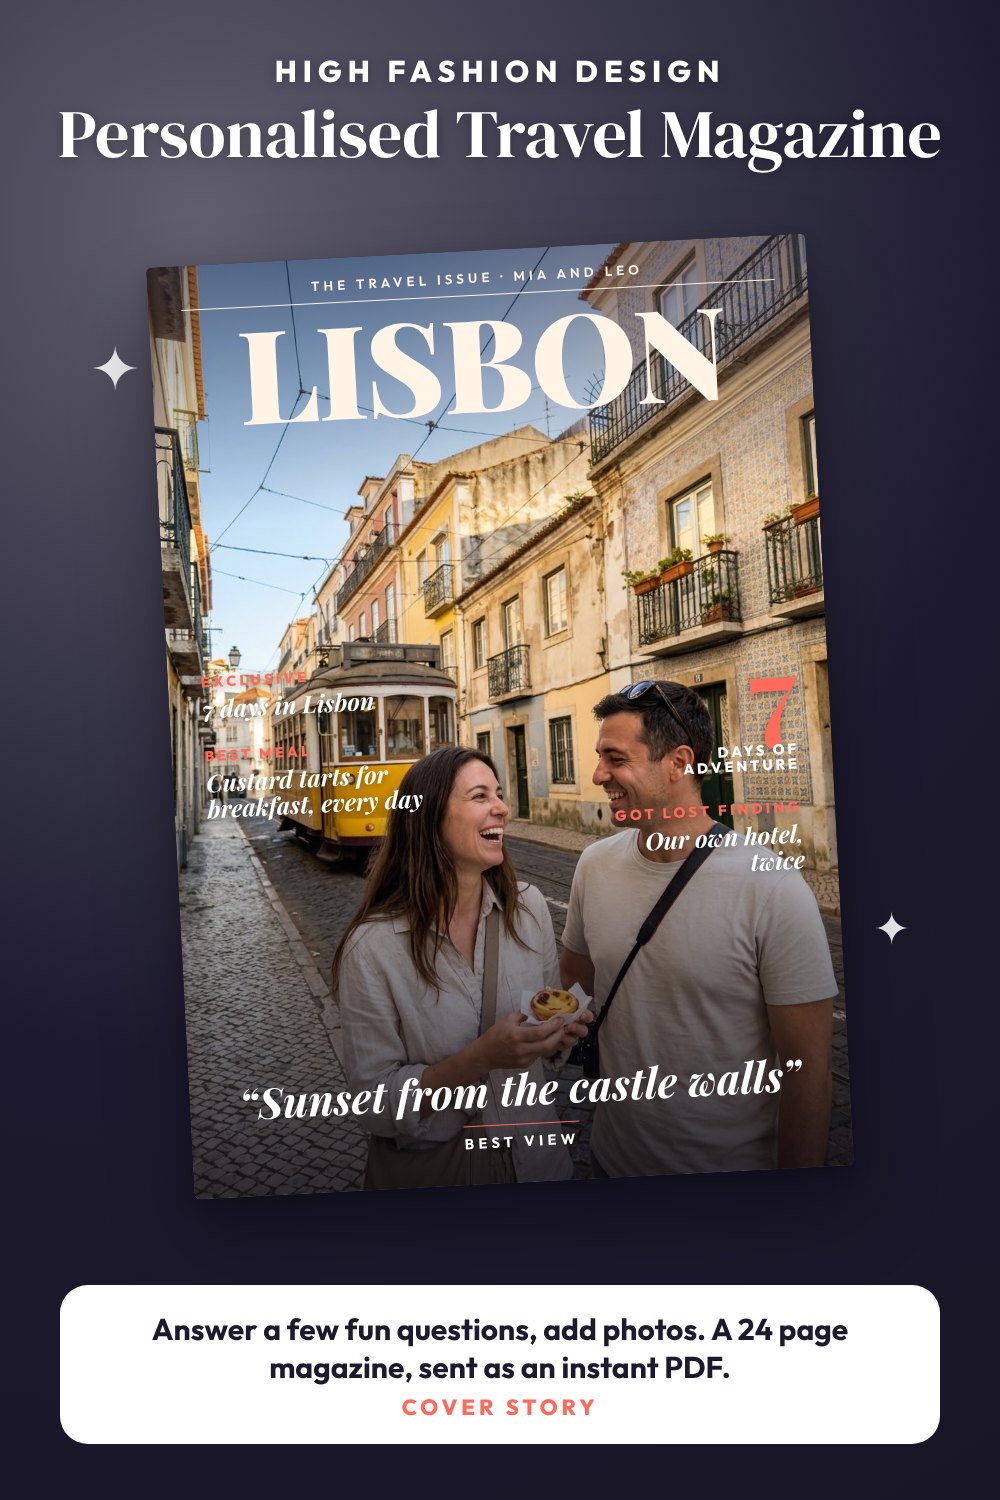 HIGH FASHION DESIGN
Personalised Travel Magazine
THE TRAVEL ISSUE · MIA AND LEO
LISBON
EXCLUSIVE
7 days in Lisbon
BEST MEAL
Custard tarts for
breakfast, every day
7
DAYS OF
ADVENTURE
GOT LOST FINDING
Our own hotel,
twice
“Sunset from the castle walls”
BEST VIEW
Answer a few fun questions, add photos. A 24 page
magazine, sent as an instant PDF.
COVER STORY